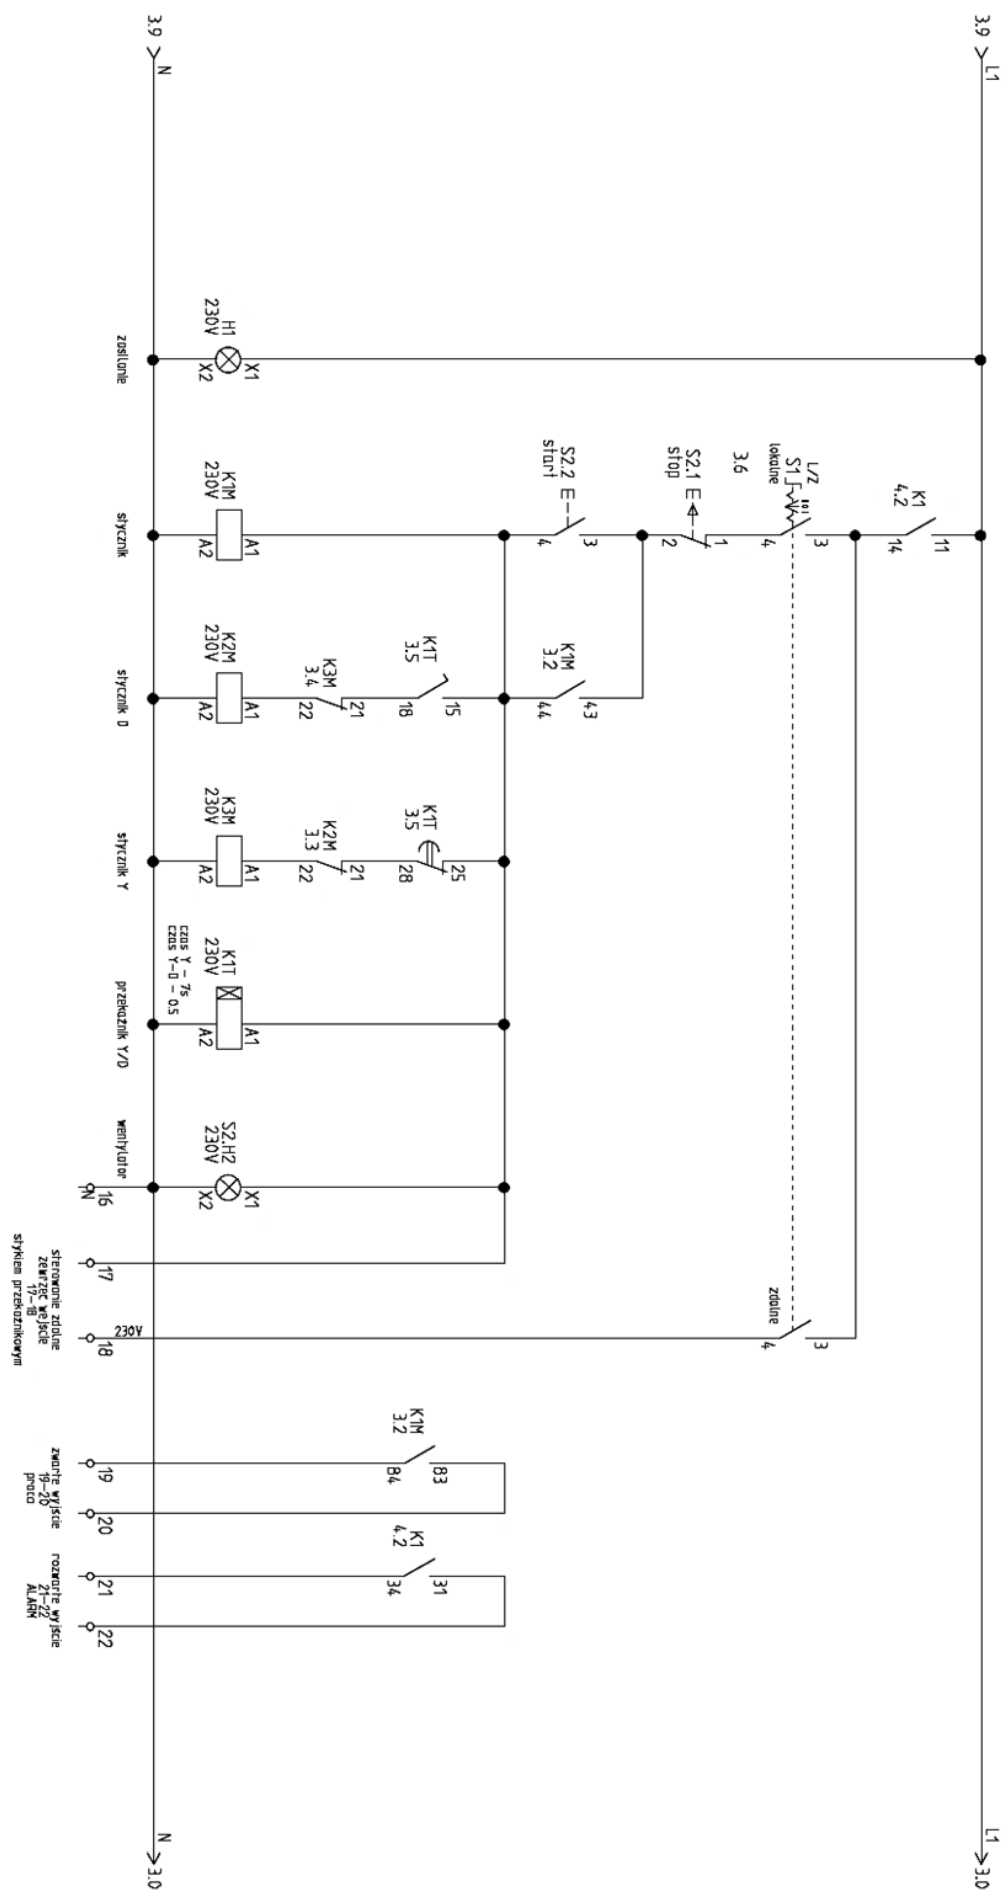 3.9
L1
L1
3.0
K1
4.2
11
14
L/Z
S1
lokalne
I 0 I
3
4
3.6
zdalne
3
4
S2.1
stop
1
2
S2.2
start
3
4
K1M
3.2
43
44
K1T
3.5
15
18
K1T
3.5
25
28
K3M
3.4
21
22
K2M
3.3
21
22
K1M
3.2
83
84
K1
4.2
31
34
H1
230V
X1
X2
K1M
230V
A1
A2
K2M
230V
A1
A2
K3M
230V
A1
A2
K1T
230V
A1
A2
czas Y - 7s
czas Y-D - 0.5
S2.H2
230V
X1
X2
3.9
N
N
3.0
zasilanie
stycznik
stycznik D
stycznik Y
przekaźnik Y/D
wentylator
16
N
17
18
230V
19
20
21
22
sterowanie zdalne
zewrzeć wejście
17-18
stykiem przekaźnikowym
zwarte wyjście
19-20
praca
rozwarte wyjście
21-22
ALARM